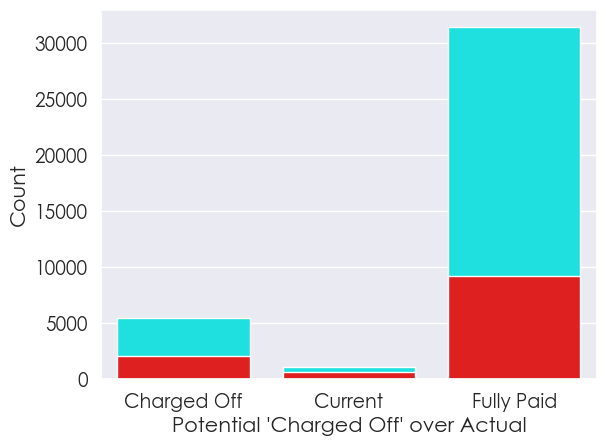 30000
25000
20000
15000
10000
5000
0
Count
Charged Off Current Fully Paid
Potential 'Charged Off' over Actual